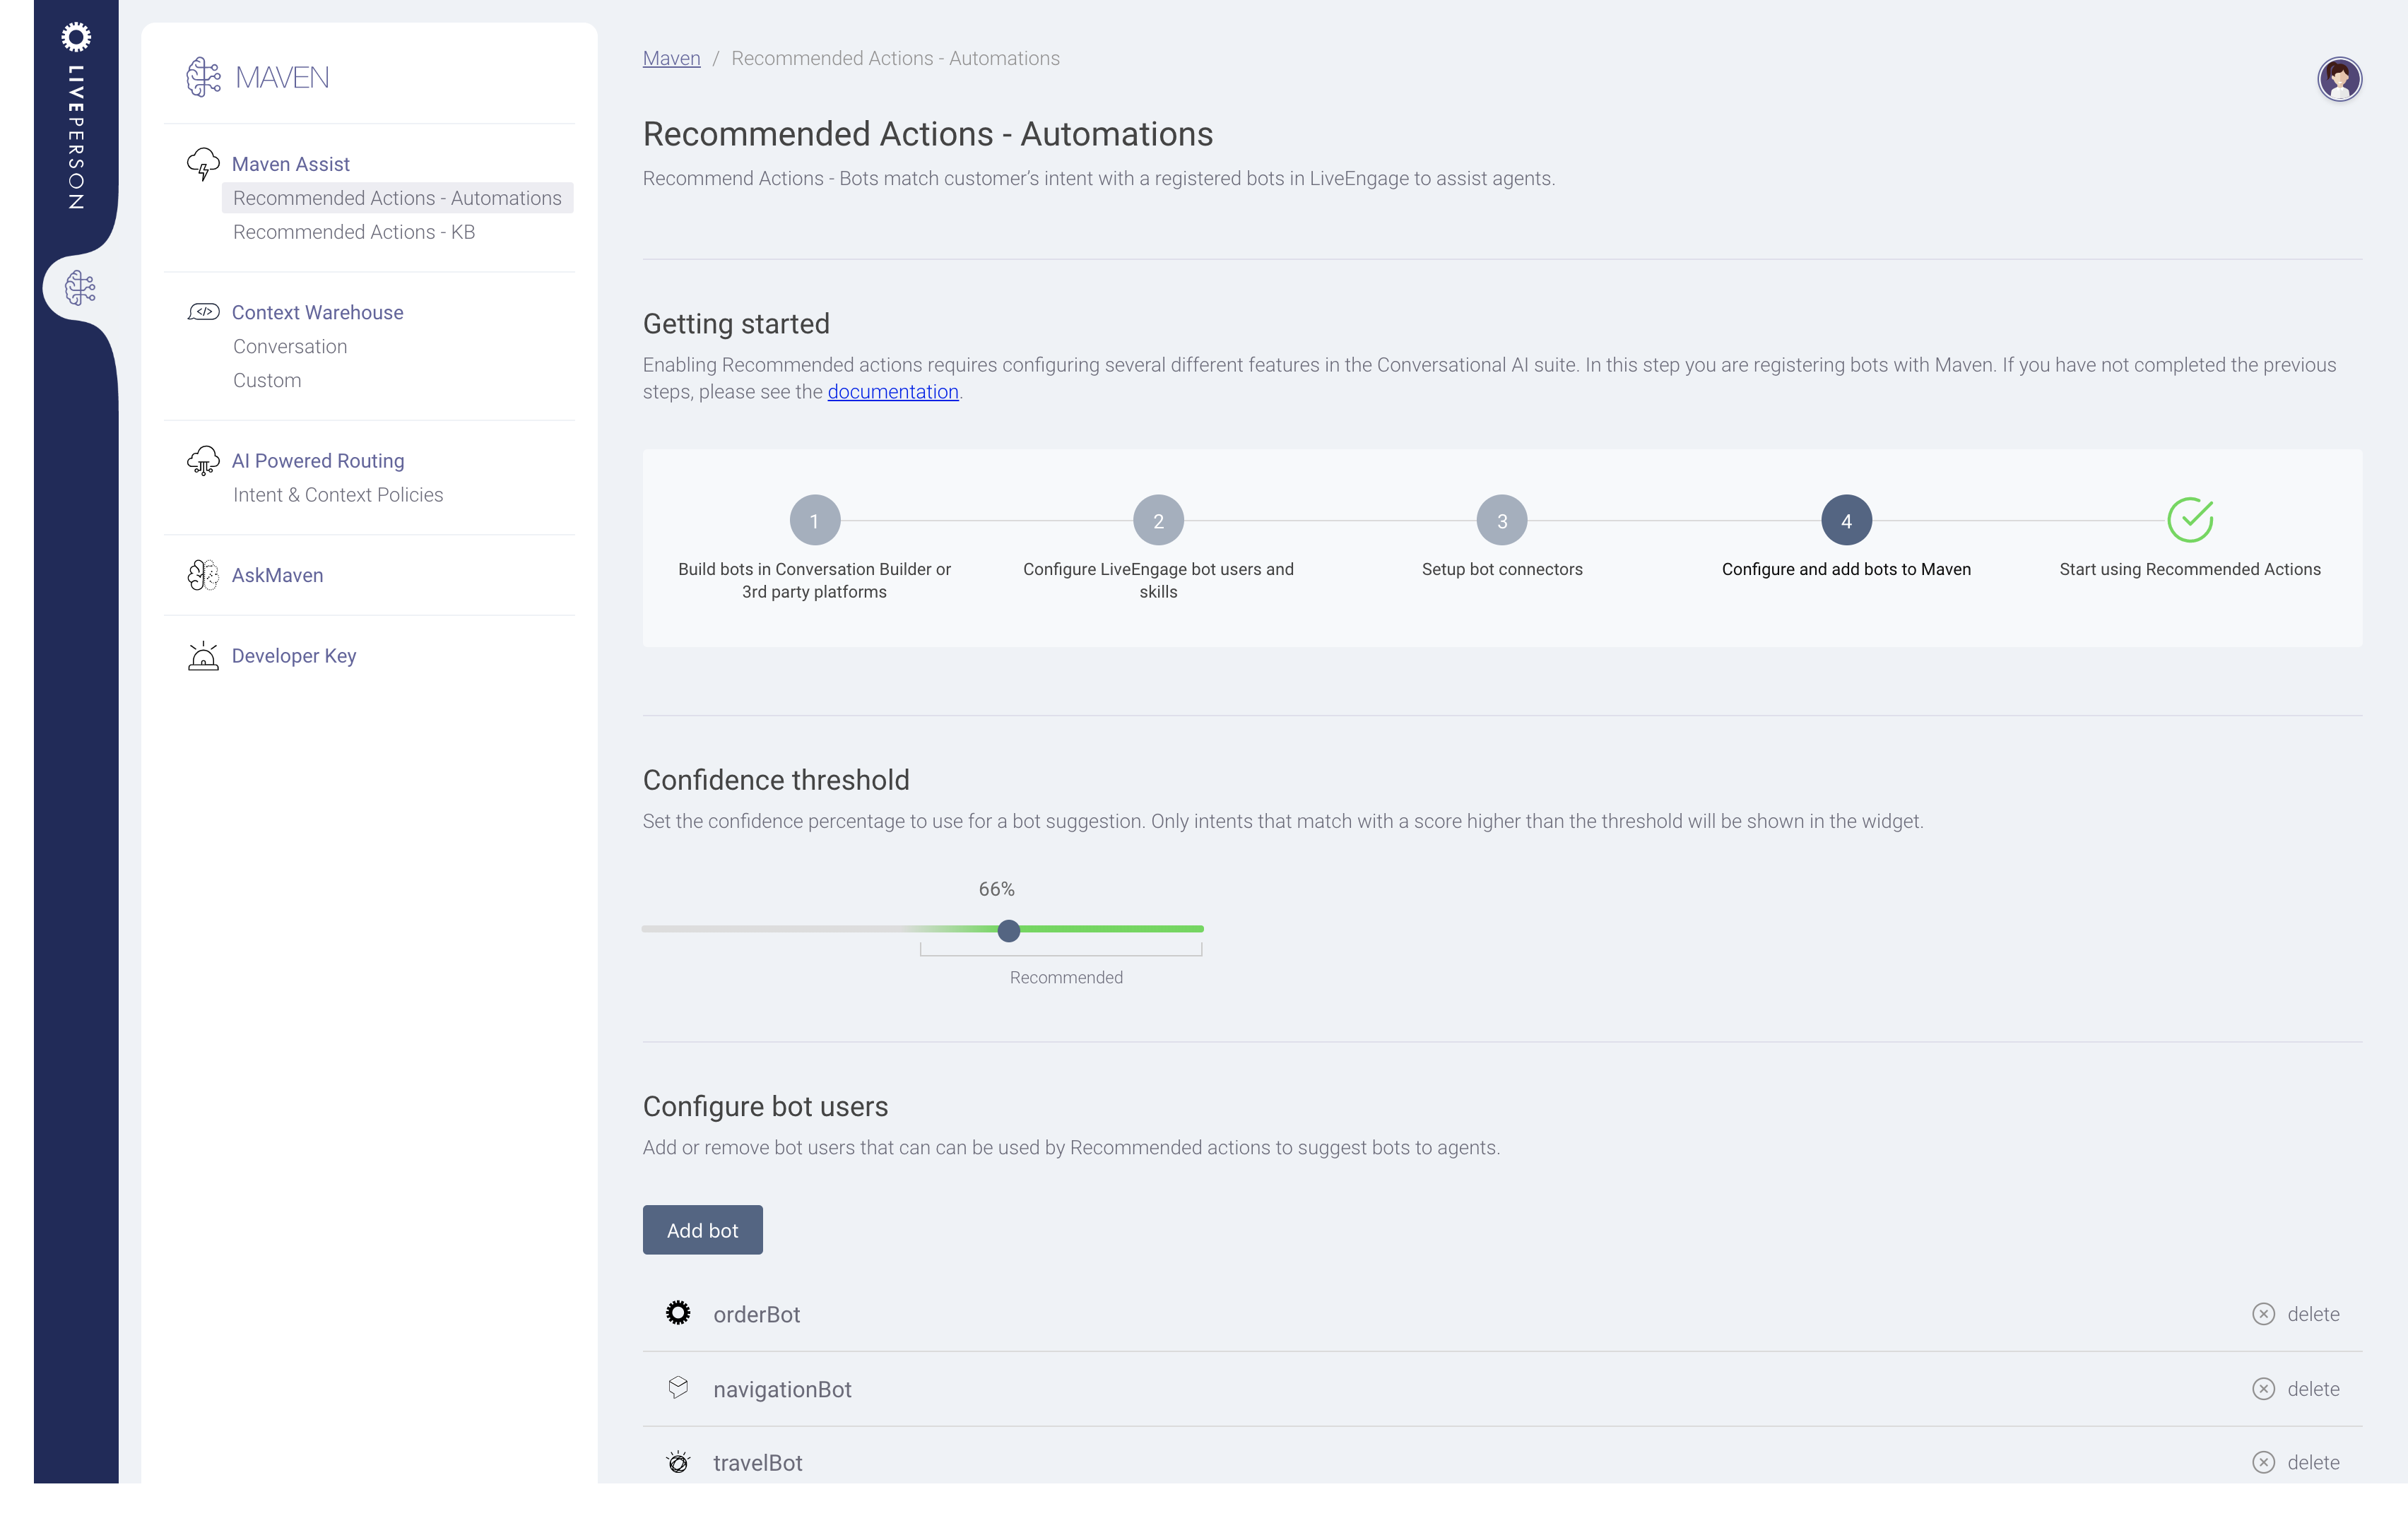 LIVEPERSON
MAVEN
Maven Assist
Recommended Actions - Automations
Recommended Actions - KB
Context Warehouse
Conversation
Custom
AI Powered Routing
Intent & Context Policies
AskMaven
Developer Key
Maven / Recommended Actions - Automations
Recommended Actions - Automations
Recommend Actions - Bots match customer’s intent with a registered bots in LiveEngage to assist agents.
Getting started
Enabling Recommended actions requires configuring several different features in the Conversational AI suite. In this step you are registering bots with Maven. If you have not completed the previous
steps, please see the documentation.
1
Build bots in Conversation Builder or
3rd party platforms
2
Configure LiveEngage bot users and
skills
3
Setup bot connectors
4
Configure and add bots to Maven
Start using Recommended Actions
Confidence threshold
Set the confidence percentage to use for a bot suggestion. Only intents that match with a score higher than the threshold will be shown in the widget.
66%
Recommended
Configure bot users
Add or remove bot users that can can be used by Recommended actions to suggest bots to agents.
Add bot
orderBot
delete
navigationBot
delete
travelBot
delete